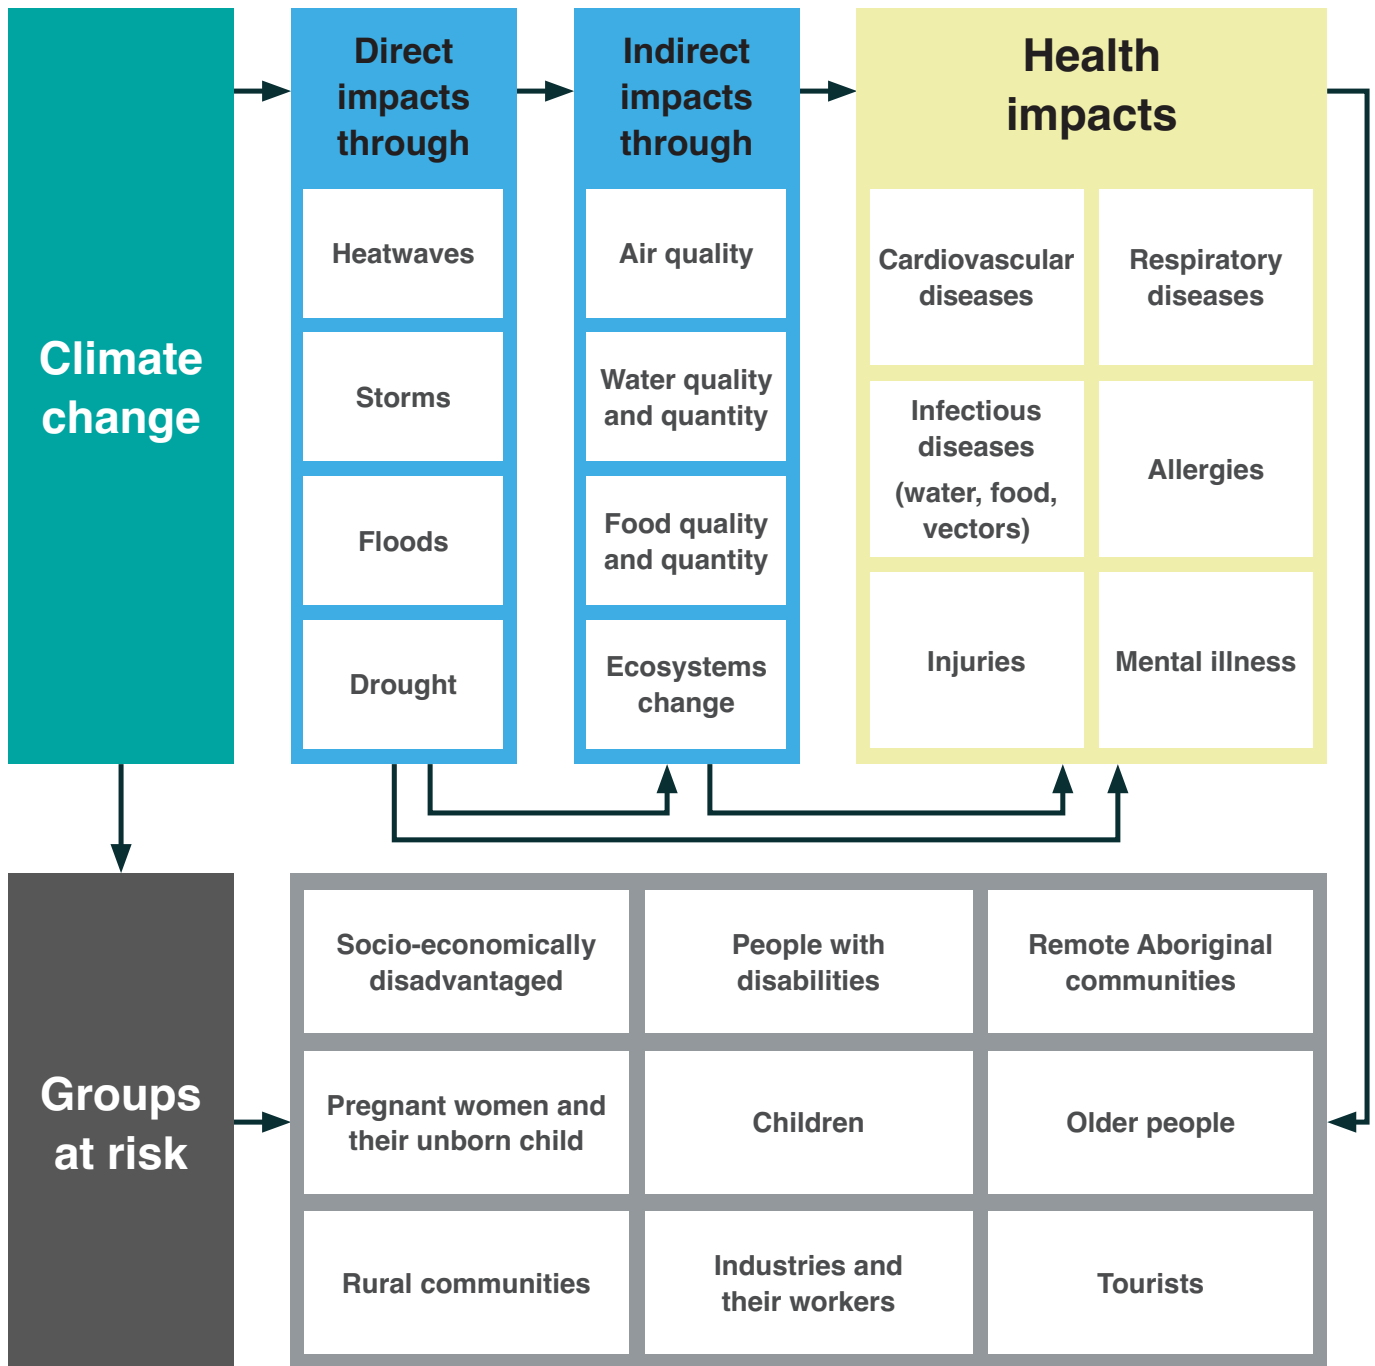 Climate
change
Direct
impacts
through
Heatwaves
Storms
Floods
Drought
Indirect
impacts
through
Air quality
Water quality
and quantity
Food quality
and quantity
Ecosystems
change
Health
impacts
Cardiovascular
diseases
Respiratory
diseases
Infectious
diseases
(water, food,
vectors)
Allergies
Injuries
Mental illness
Groups
at risk
Socio-economically
disadvantaged
People with
disabilities
Remote Aboriginal
communities
Pregnant women and
their unborn child
Children
Older people
Rural communities
Industries and
their workers
Tourists